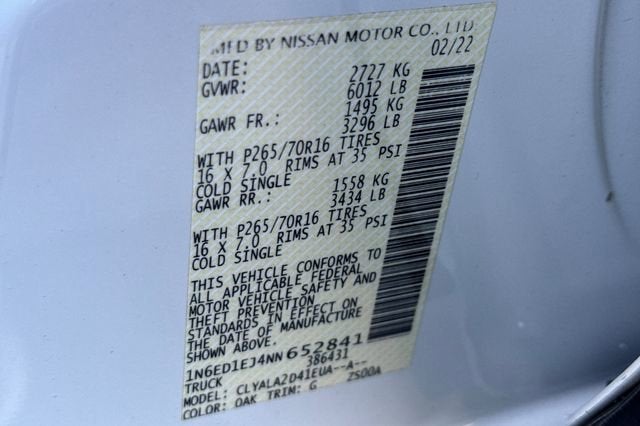 MFD BY NISSAN MOTOR CO., LTD
DATE: 02/22
GVWR: 2727 KG
6012 LB
GAWR FR.: 1495 KG
3296 LB
WITH P265/70R16 TIRES
16 X 7.0 RIMS AT 35 PSI
COLD SINGLE
GAWR RR.: 1558 KG
3434 LB
WITH P265/70R16 TIRES
16 X 7.0 RIMS AT 35 PSI
COLD SINGLE
THIS VEHICLE CONFORMS TO
ALL APPLICABLE FEDERAL
MOTOR VEHICLE SAFETY AND
THEFT PREVENTION
STANDARDS IN EFFECT ON
THE DATE OF MANUFACTURE
SHOWN ABOVE.
1N6ED1EJ4NN652841
TRUCK 386431
MODEL: CLYALA2D41EUA--A--
COLOR: QAK TRIM: G ZS00A